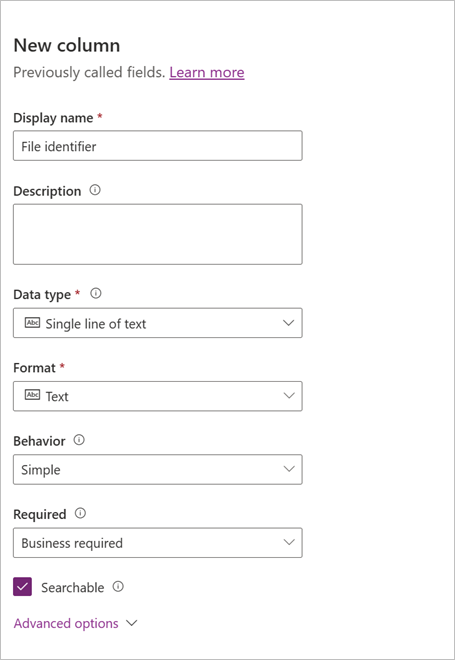 New column
Previously called fields. Learn more
Display name *
File identifier
Description
Data type *
Abc Single line of text
Format *
Abc Text
Behavior
Simple
Required
Business required
Searchable
Advanced options